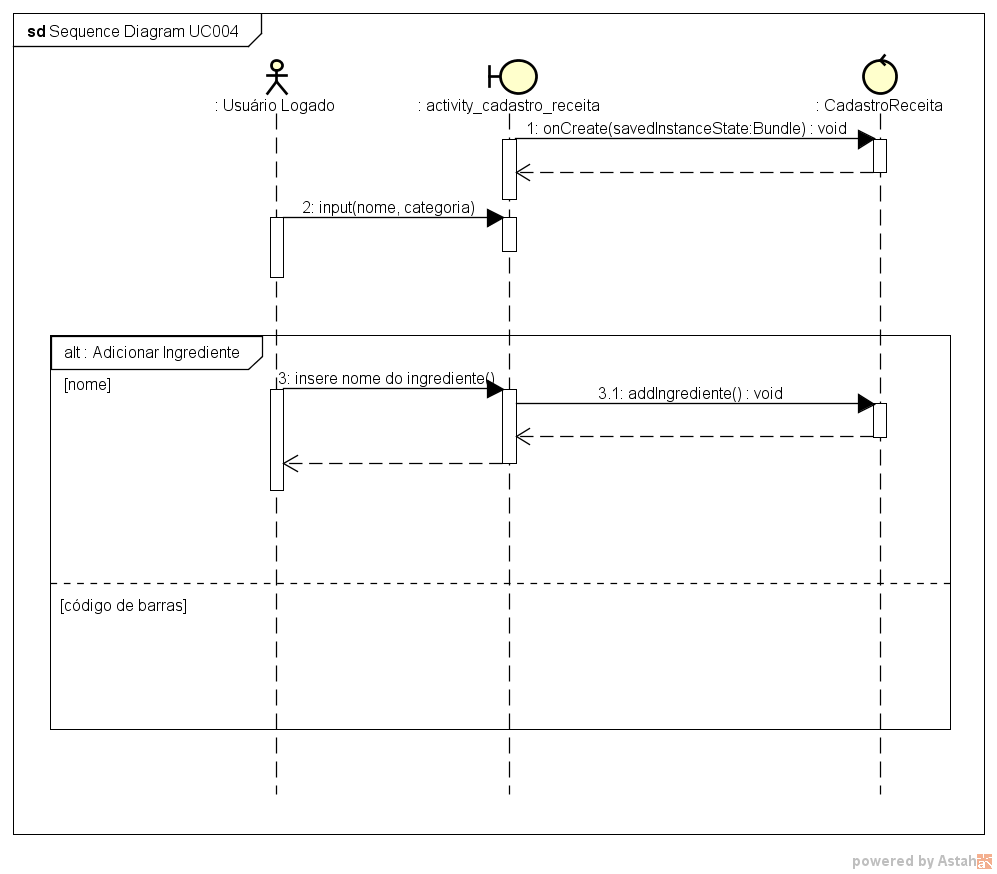 sd Sequence Diagram UC004
: Usuário Logado
: activity_cadastro_receita
: CadastroReceita
1: onCreate(savedInstanceState:Bundle) : void
2: input(nome, categoria)
alt : Adicionar Ingrediente
[nome]
3: insere nome do ingrediente()
3.1: addIngrediente() : void
[código de barras]
powered by Astah